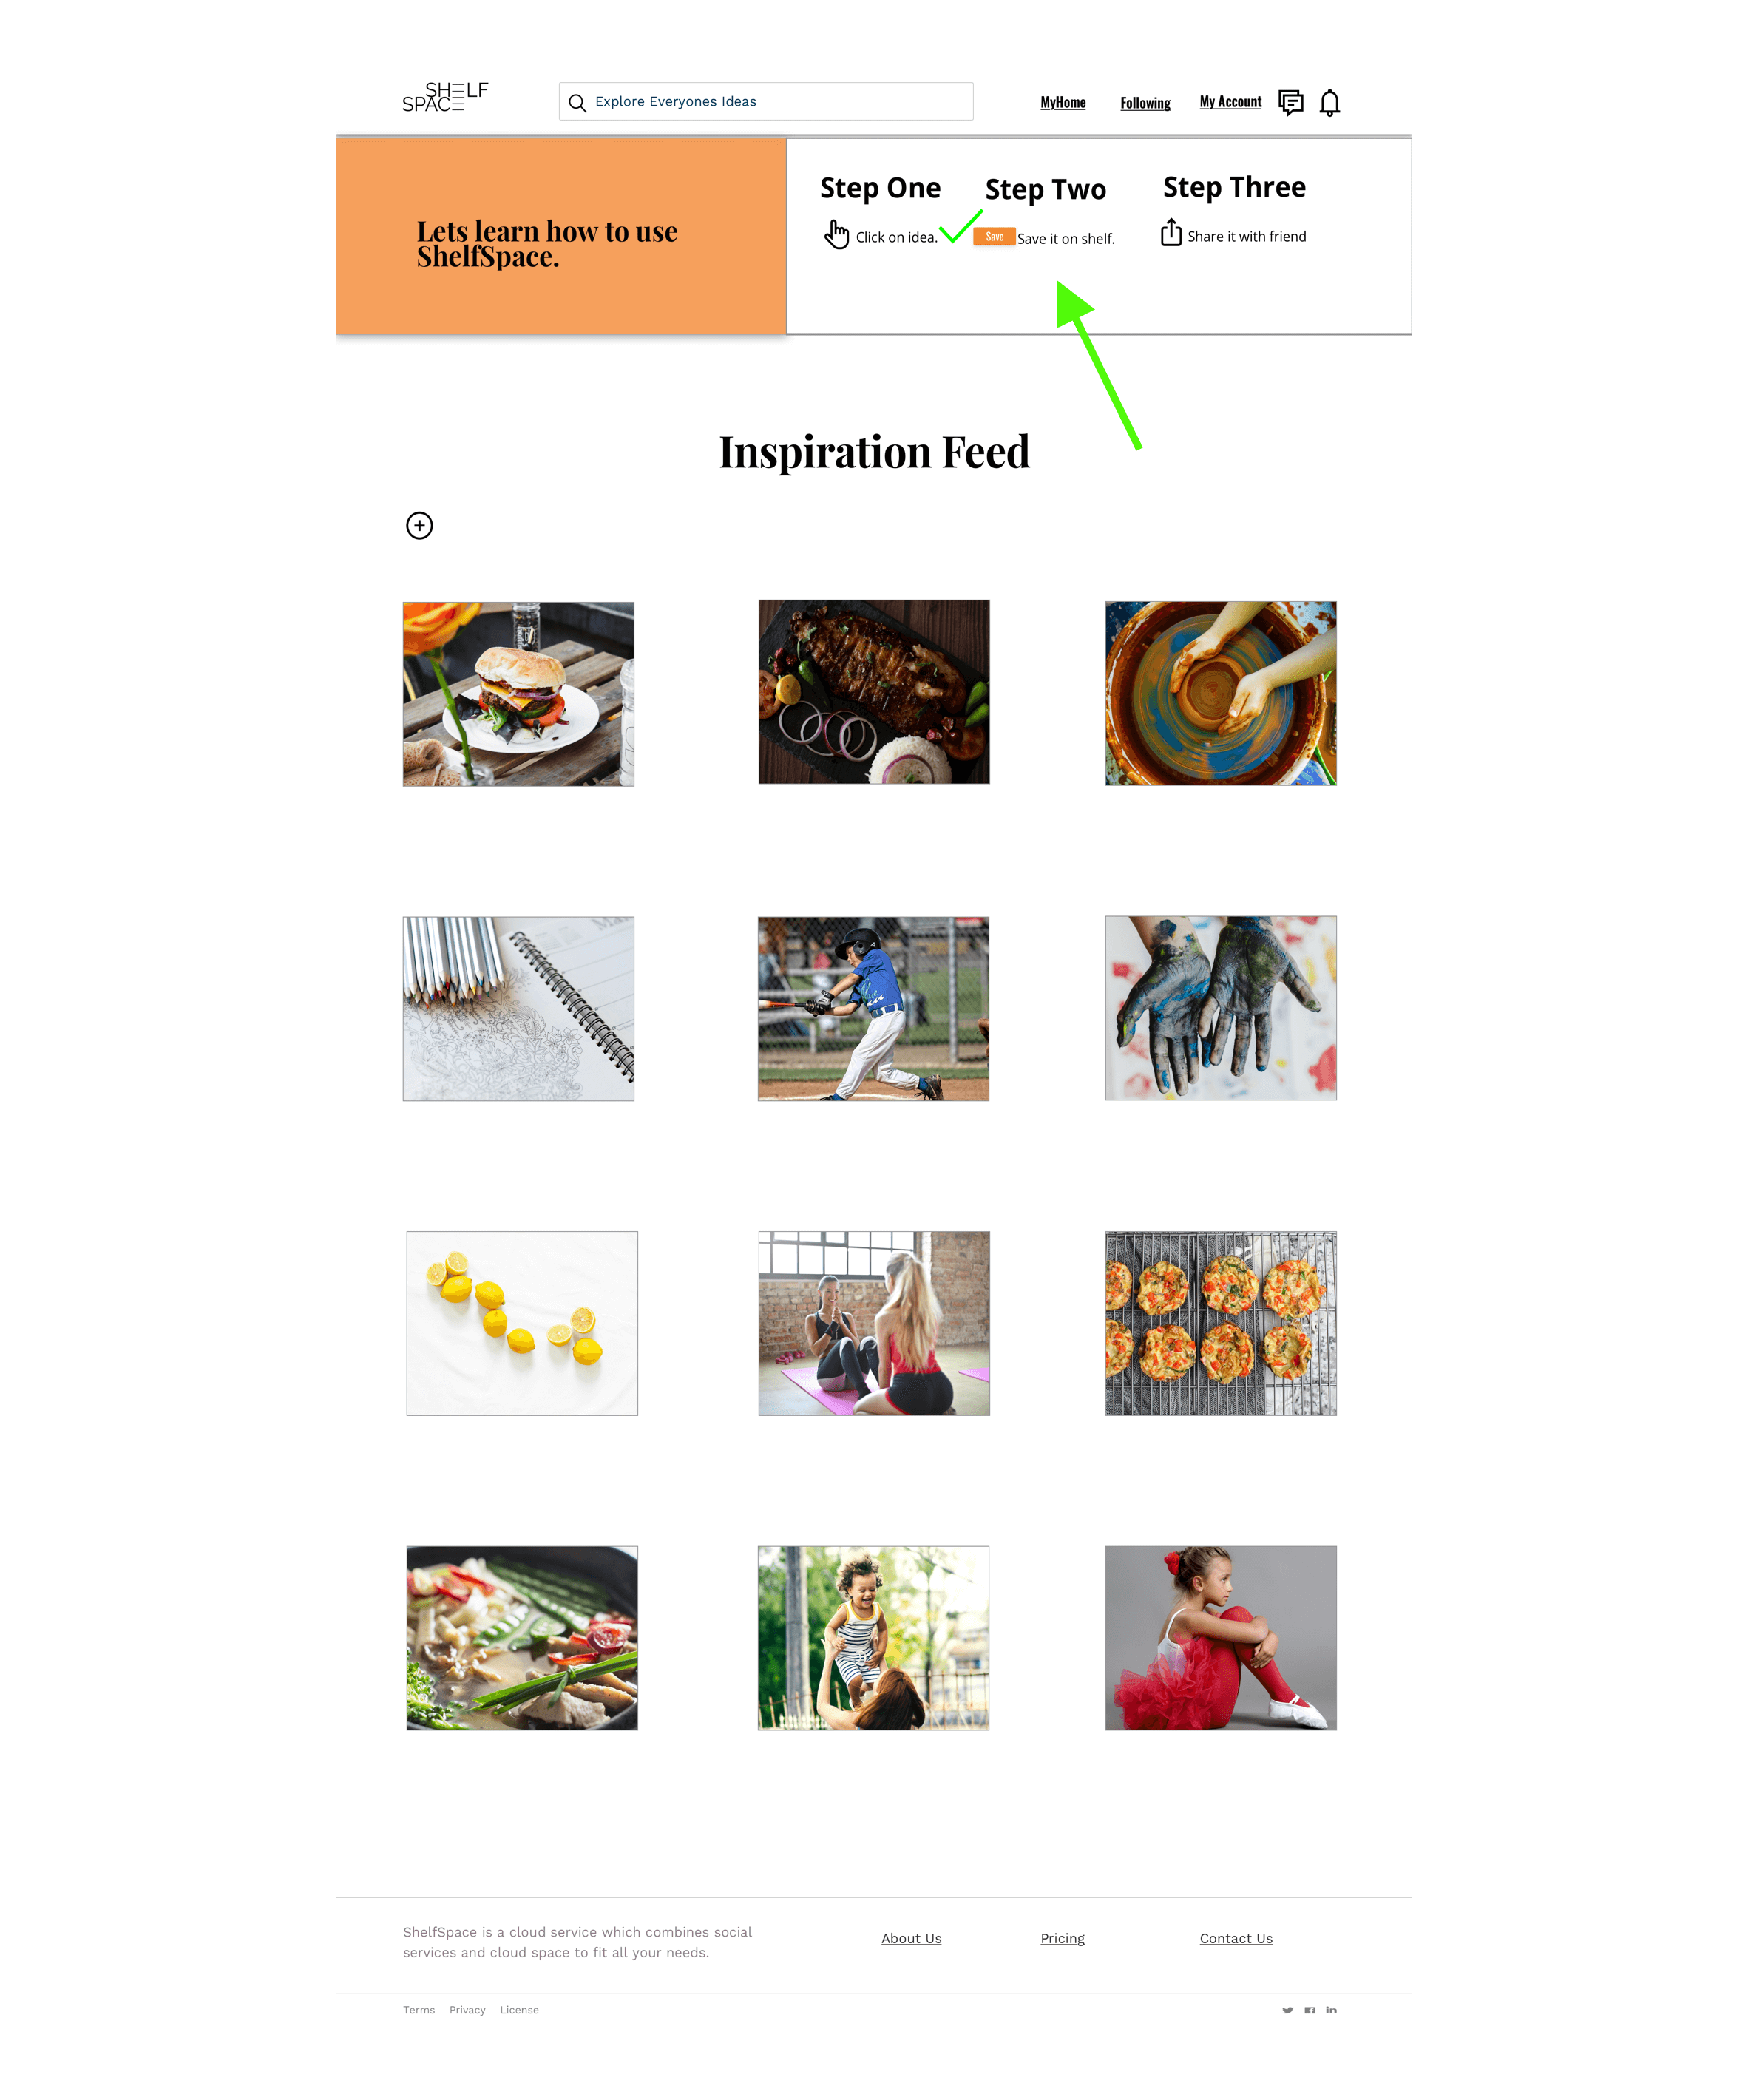 SHELF
SPACE
Explore Everyones Ideas
MyHome
Following
My Account
Lets learn how to use
ShelfSpace.
Step One
Step Two
Step Three
Click on idea.
Save
Save it on shelf.
Share it with friend
Inspiration Feed
ShelfSpace is a cloud service which combines social
services and cloud space to fit all your needs.
About Us
Pricing
Contact Us
Terms
Privacy
License